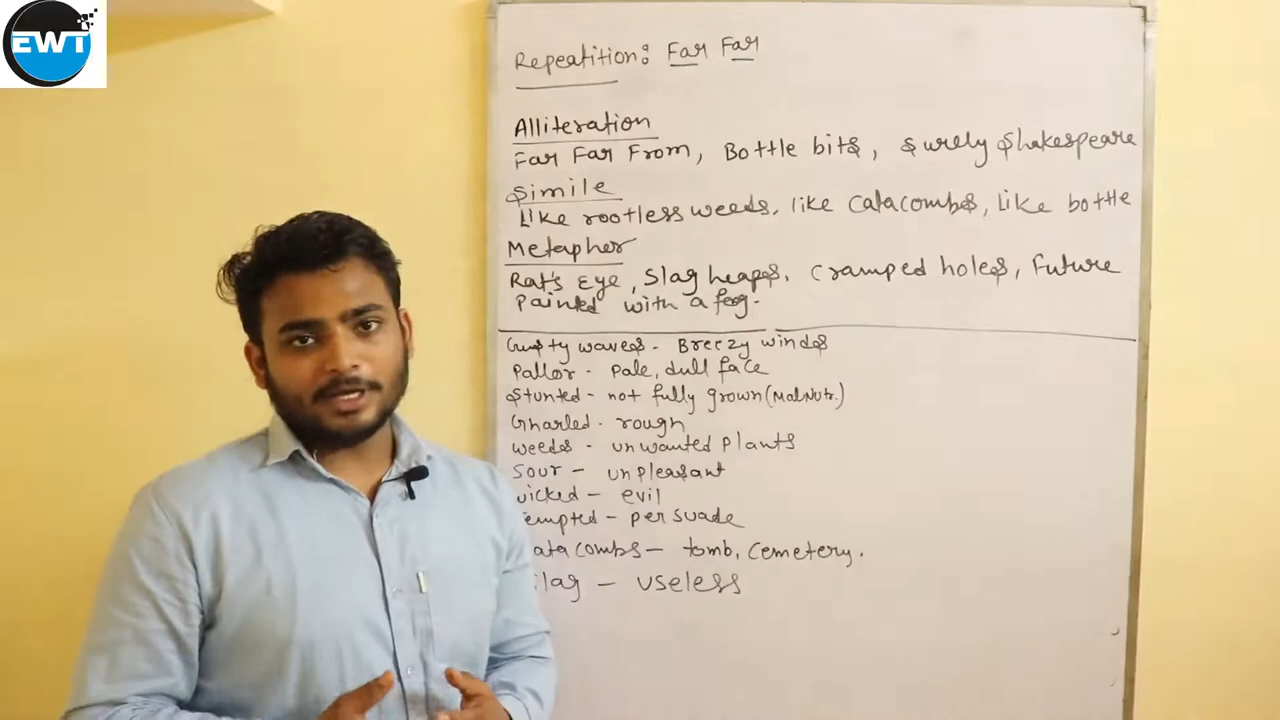 EWT
Repeatition: Far Far
Alliteration
Far Far From, Bottle bits, surely Shakespeare
Simile
Like rootless weeds, like catacombs, Like bottle
Metapher
Rat's Eye, Slag heaps, cramped holes, Future
Painted with a fog.
Gusty waves - Breezy winds
Pallor - Pale, dull face
Stunted - not fully grown (MalNutr.)
Gnarled - rough
weeds - unwanted Plants
Sour - unpleasant
wicked - evil
tempted - persuade
atacombs - tomb, Cemetery.
slag - useless